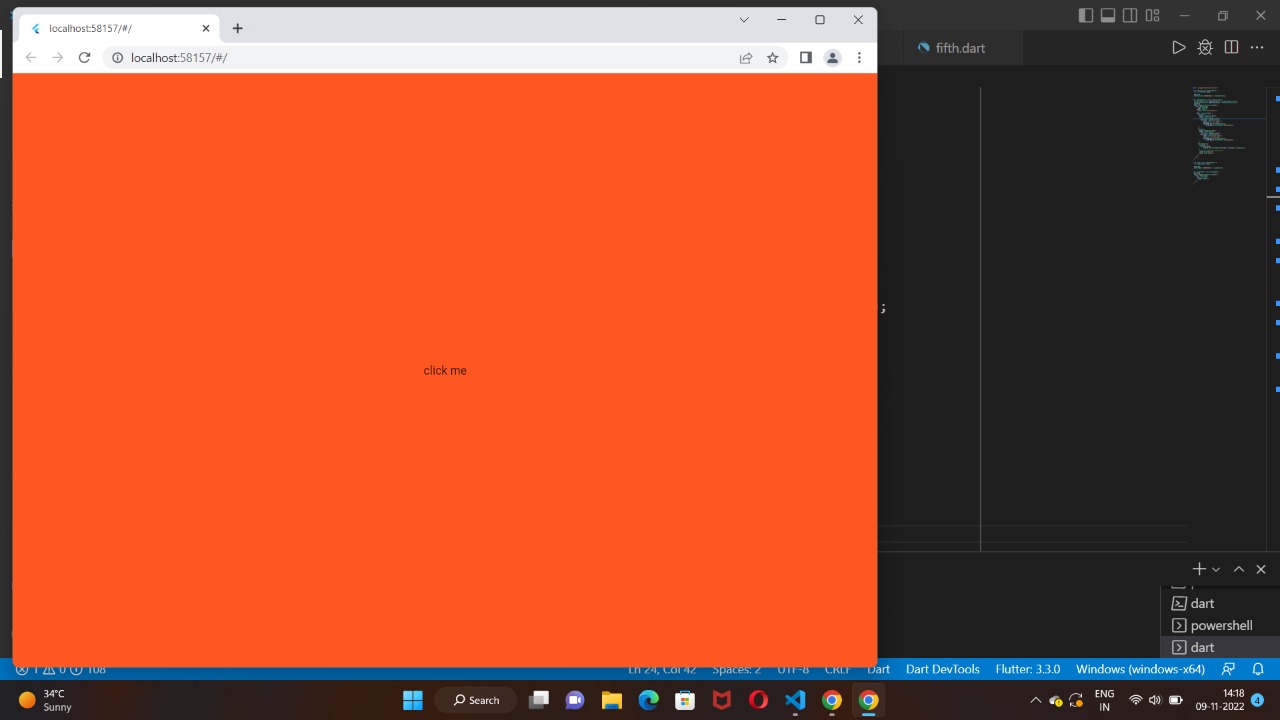 localhost:58157/#/
fifth.dart
localhost:58157/#/
;
click me
dart
powershell
dart
1 0 108
Ln 24, Col 42
Spaces: 2
UTF-8
CRLF
Dart
Dart DevTools
Flutter: 3.3.0
Windows (windows-x64)
34°C
Sunny
Search
ENG
IN
14:18
09-11-2022
4